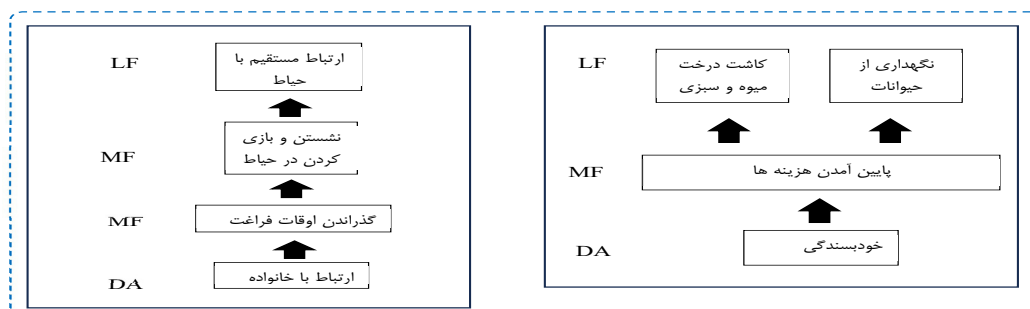 LF
ارتباط مستقیم با
حیاط
MF
نشستن و بازی
کردن در حیاط
MF
گذراندن اوقات فراغت
DA
ارتباط با خانواده
LF
نگهداری از
حیوانات
کاشت درخت
میوه و سبزی
MF
پایین آمدن هزینه ها
DA
خودبسندگی